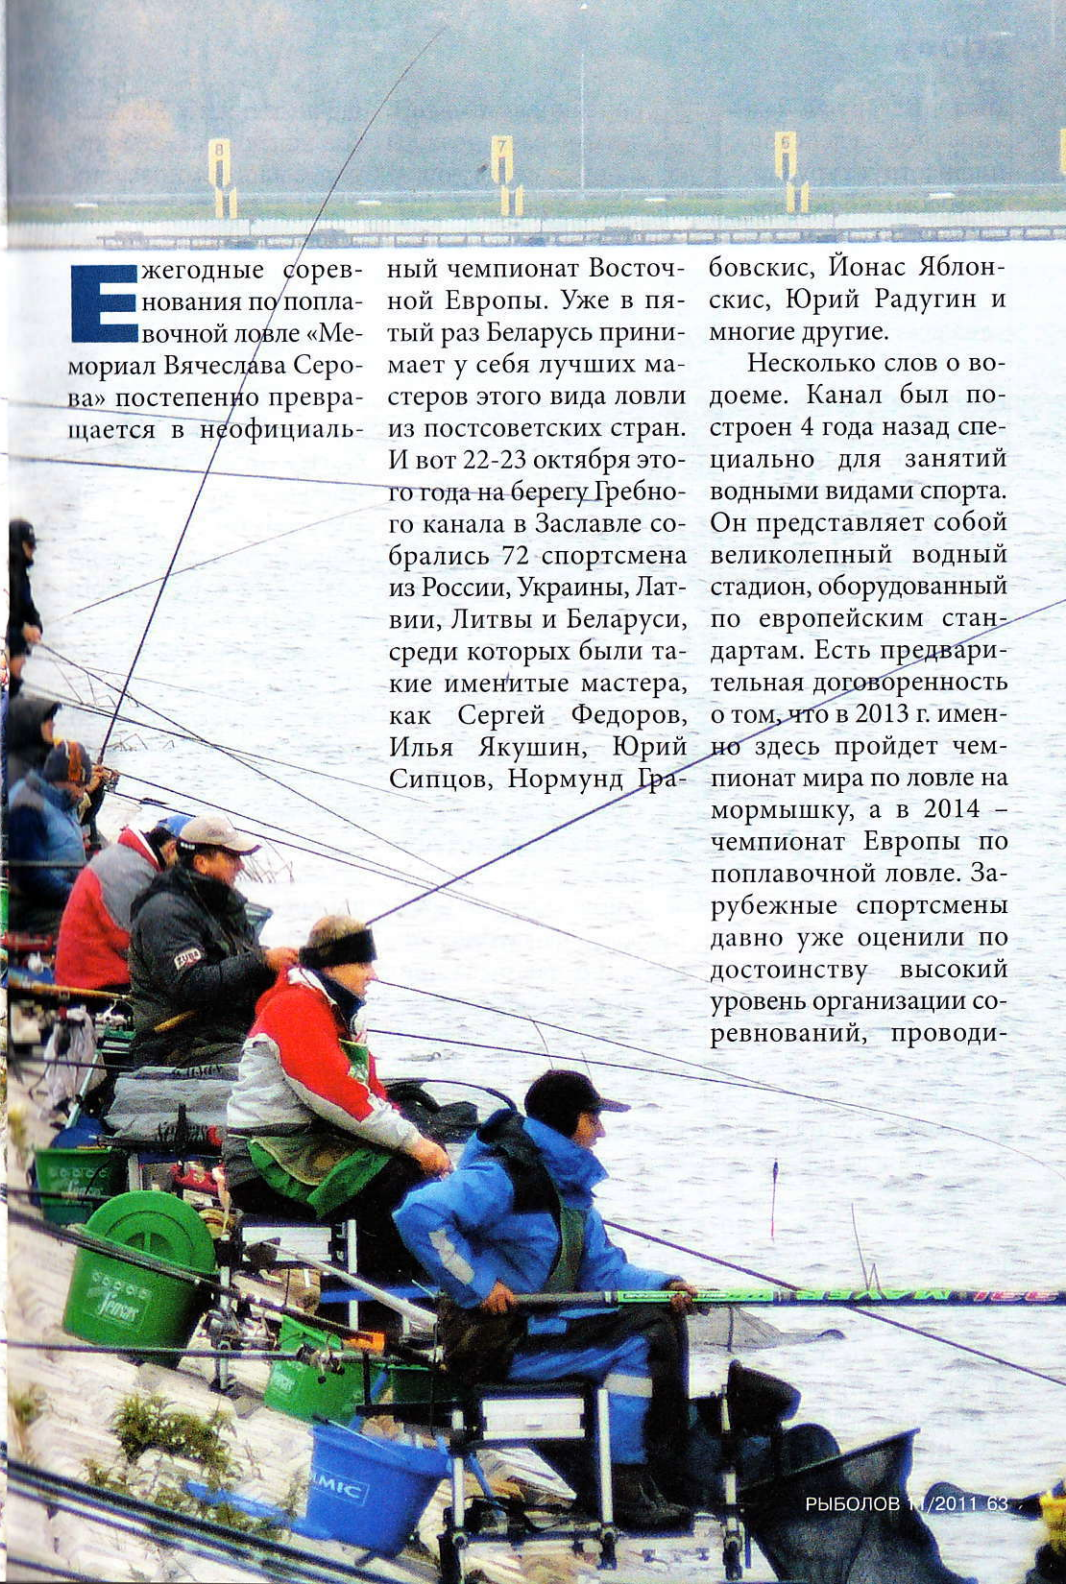 8
7
6
Ежегодные сорев-
нования по попла-
вочной ловле «Ме-
мориал Вячеслава Серо-
ва» постепенно превра-
щается в неофициаль-
ный чемпионат Восточ-
ной Европы. Уже в пя-
тый раз Беларусь прини-
мает у себя лучших ма-
стеров этого вида ловли
из постсоветских стран.
И вот 22-23 октября это-
го года на берегу Гребно-
го канала в Заславле со-
брались 72 спортсмена
из России, Украины, Лат-
вии, Литвы и Беларуси,
среди которых были та-
кие именитые мастера,
как Сергей Федоров,
Илья Якушин, Юрий
Сипцов, Нормунд Гра-
бовскис, Йонас Яблон-
скис, Юрий Радугин и
многие другие.
Несколько слов о во-
доеме. Канал был по-
строен 4 года назад спе-
циально для занятий
водными видами спорта.
Он представляет собой
великолепный водный
стадион, оборудованный
по европейским стан-
дартам. Есть предвари-
тельная договоренность
о том, что в 2013 г. имен-
но здесь пройдет чем-
пионат мира по ловле на
мормышку, а в 2014 –
чемпионат Европы по
поплавочной ловле. За-
рубежные спортсмены
давно уже оценили по
достоинству высокий
уровень организации со-
ревнований, проводи-
Sensas
Sensas
MAVER 331
РЫБОЛОВ 11/2011 63